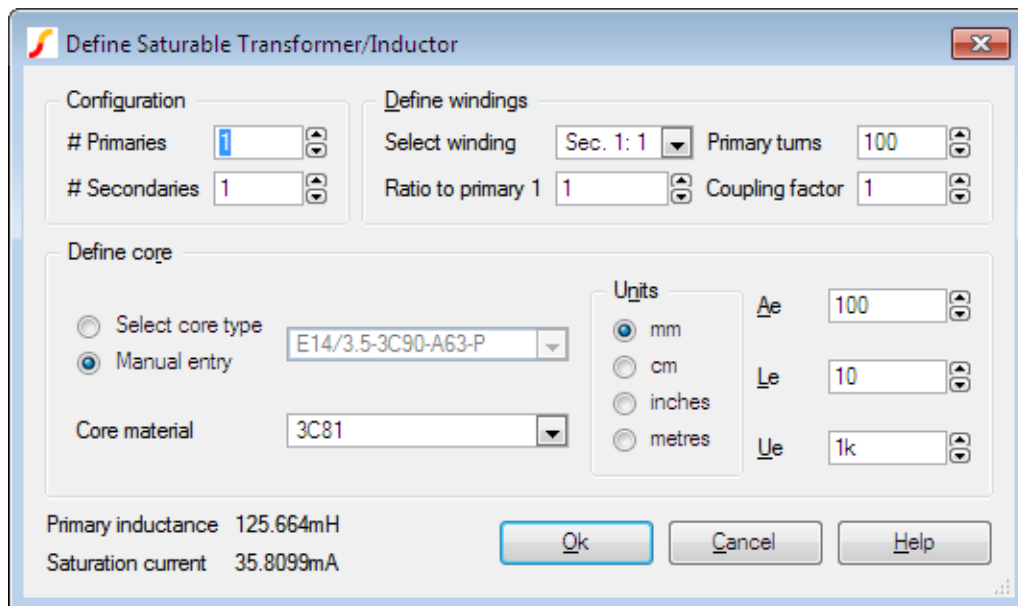 Define Saturable Transformer/Inductor
Configuration
# Primaries 1
# Secondaries 1
Define windings
Select winding Sec. 1: 1 Primary turns 100
Ratio to primary 1 1 Coupling factor 1
Define core
Select core type
Manual entry
E14/3.5-3C90-A63-P
Core material 3C81
Units
mm
cm
inches
metres
Ae 100
Le 10
Ue 1k
Primary inductance 125.664mH
Saturation current 35.8099mA
Ok Cancel Help